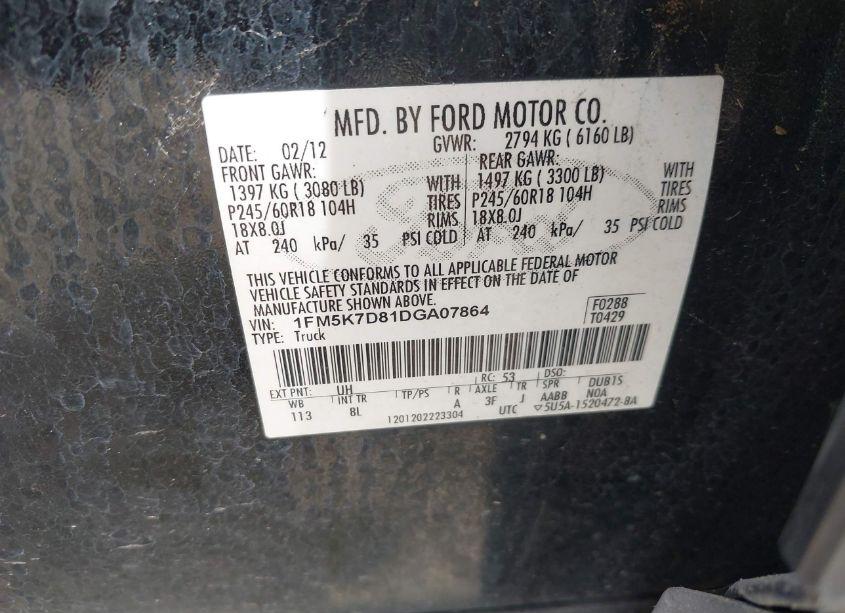 MFD. BY FORD MOTOR CO.
DATE: 02/12 GVWR: 2794 KG ( 6160 LB)
FRONT GAWR: REAR GAWR:
1397 KG ( 3080 LB) WITH 1497 KG ( 3300 LB) WITH
P245/60R18 104H TIRES P245/60R18 104H TIRES
18X8.0J RIMS 18X8.0J RIMS
AT 240 kPa/ 35 PSI COLD AT 240 kPa/ 35 PSI COLD
THIS VEHICLE CONFORMS TO ALL APPLICABLE FEDERAL MOTOR
VEHICLE SAFETY STANDARDS IN EFFECT ON THE DATE OF
MANUFACTURE SHOWN ABOVE.
VIN: 1FM5K7D81DGA07864 F0288
TYPE: Truck T0429
EXT PNT: UH RC: 53 DSO:
WB INT TR TP/PS R AXLE TR SPR DUB1S
113 8L A 3F J AABB N0A
1201202223304 UTC ▽5U5A-1520472-BA